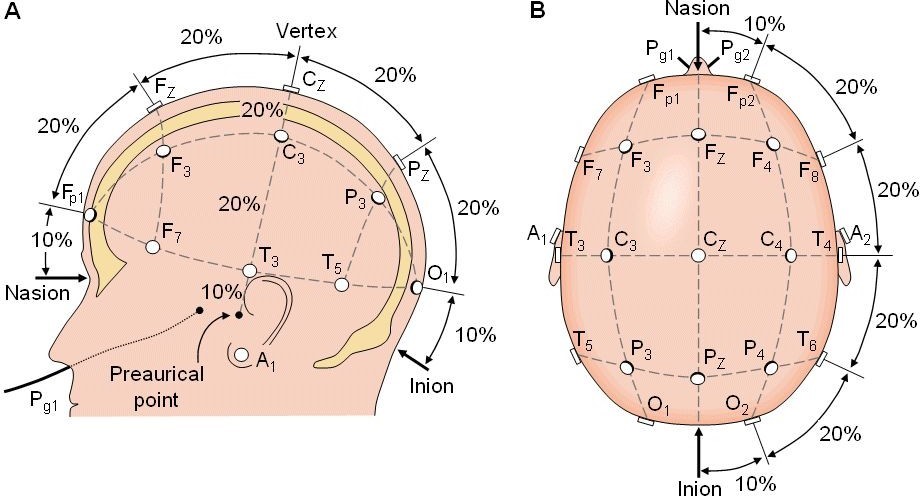 A
Vertex
20%
20%
FZ
CZ
20%
20%
F3
C3
Fp1
PZ
P3
20%
20%
10%
F7
T3
T5
O1
Nasion
10%
10%
A1
Preaurical
point
Inion
Pg1
B
Nasion
10%
Pg1
Pg2
Fp1
Fp2
20%
F7
F3
FZ
F4
F8
20%
A1
T3
C3
CZ
C4
T4
A2
20%
T5
P3
PZ
P4
T6
O1
O2
20%
10%
Inion